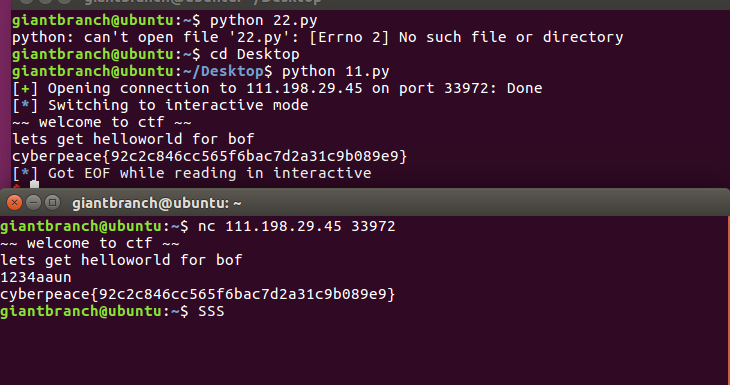 giantbranch@ubuntu:~$ python 22.py
python: can't open file '22.py': [Errno 2] No such file or directory
giantbranch@ubuntu:~$ cd Desktop
giantbranch@ubuntu:~/Desktop$ python 11.py
[+] Opening connection to 111.198.29.45 on port 33972: Done
[*] Switching to interactive mode
~~ welcome to ctf ~~
lets get helloworld for bof
cyberpeace{92c2c846cc565f6bac7d2a31c9b089e9}
[*] Got EOF while reading in interactive
giantbranch@ubuntu: ~
giantbranch@ubuntu:~$ nc 111.198.29.45 33972
~~ welcome to ctf ~~
lets get helloworld for bof
1234aaun
cyberpeace{92c2c846cc565f6bac7d2a31c9b089e9}
giantbranch@ubuntu:~$ SSS